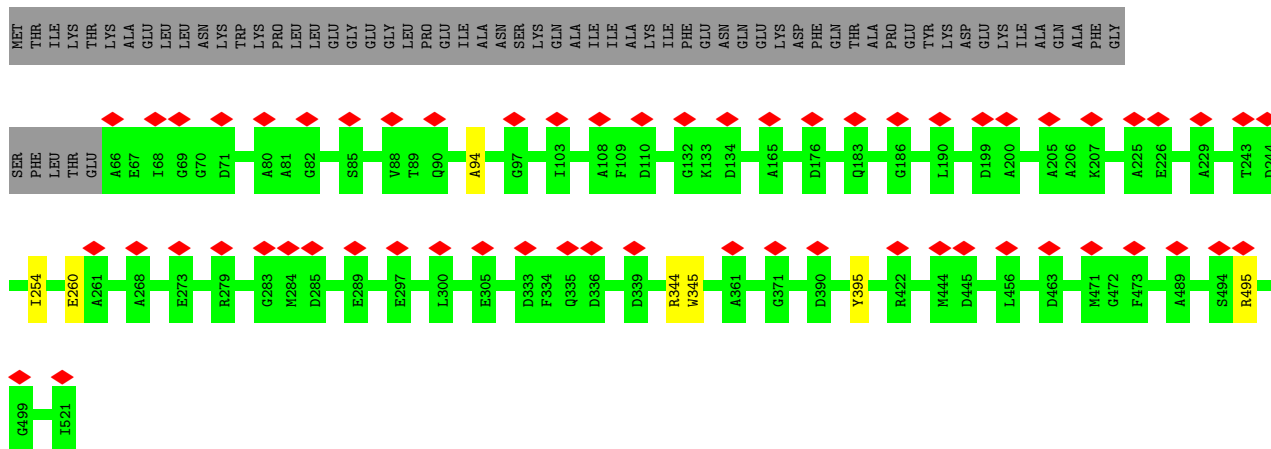 MET THR ILE LYS THR LYS ALA GLU LEU LEU ASN LYS TRP LYS PRO LEU LEU GLU GLY GLU GLY LEU PRO GLU ILE ALA ASN SER LYS GLN ALA ILE ILE ALA LYS ILE PHE GLU ASN GLN GLU LYS ASP PHE GLN THR ALA PRO GLU TYR LYS ASP GLU LYS ILE ALA GLN ALA PHE GLY
SER PHE LEU THR GLU A66 E67 I68 G69 G70 D71 A80 A81 G82 S85 V88 T89 Q90 A94 G97 I103 A108 F109 D110 G132 K133 D134 A165 D176 Q183 G186 L190 D199 A200 A205 A206 K207 A225 E226 A229 T243 D244
I254 E260 A261 A268 E273 R279 G283 M284 D285 E289 E297 L300 E305 D333 F334 Q335 D336 D339 R344 W345 A361 G371 D390 Y395 R422 M444 D445 L456 D463 M471 G472 F473 A489 S494 R495
G499 I521